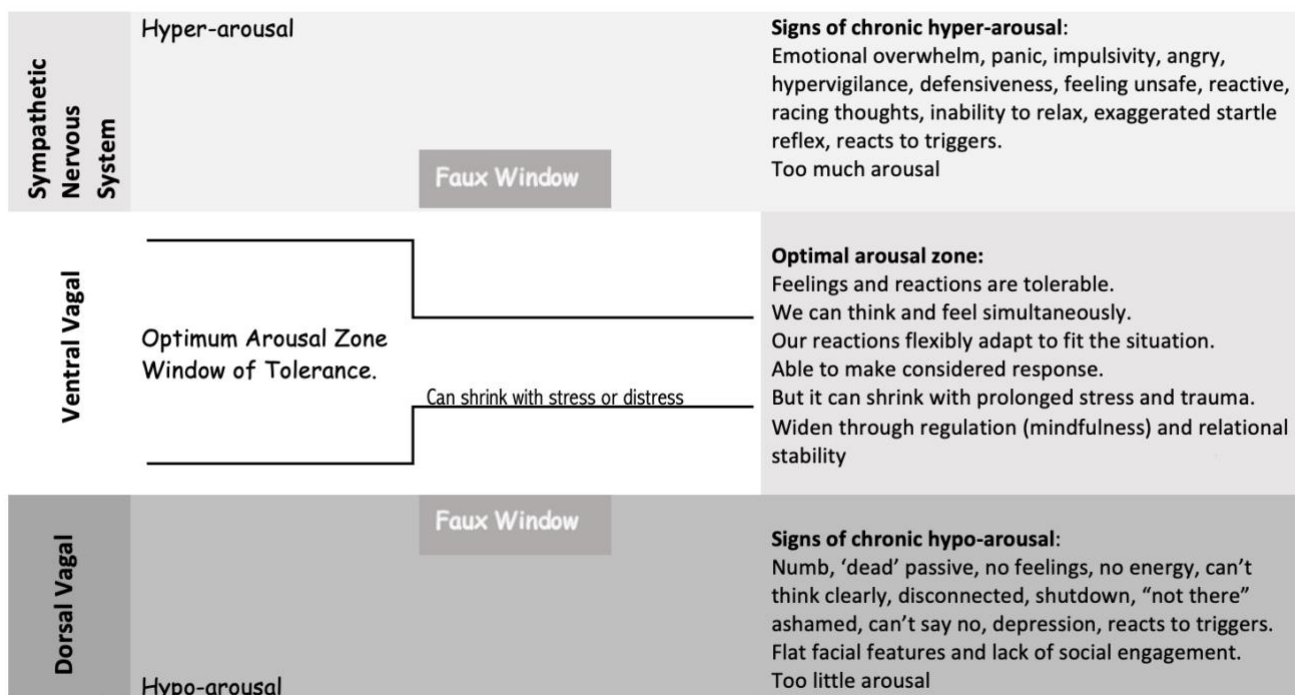 Sympathetic
Nervous
System
Hyper-arousal
Faux Window
Signs of chronic hyper-arousal:
Emotional overwhelm, panic, impulsivity, angry,
hypervigilance, defensiveness, feeling unsafe, reactive,
racing thoughts, inability to relax, exaggerated startle
reflex, reacts to triggers.
Too much arousal
Ventral Vagal
Optimum Arousal Zone
Window of Tolerance.
Can shrink with stress or distress
Optimal arousal zone:
Feelings and reactions are tolerable.
We can think and feel simultaneously.
Our reactions flexibly adapt to fit the situation.
Able to make considered response.
But it can shrink with prolonged stress and trauma.
Widen through regulation (mindfulness) and relational
stability
Dorsal Vagal
Faux Window
Hypo-arousal
Signs of chronic hypo-arousal:
Numb, ‘dead’ passive, no feelings, no energy, can’t
think clearly, disconnected, shutdown, “not there”
ashamed, can’t say no, depression, reacts to triggers.
Flat facial features and lack of social engagement.
Too little arousal